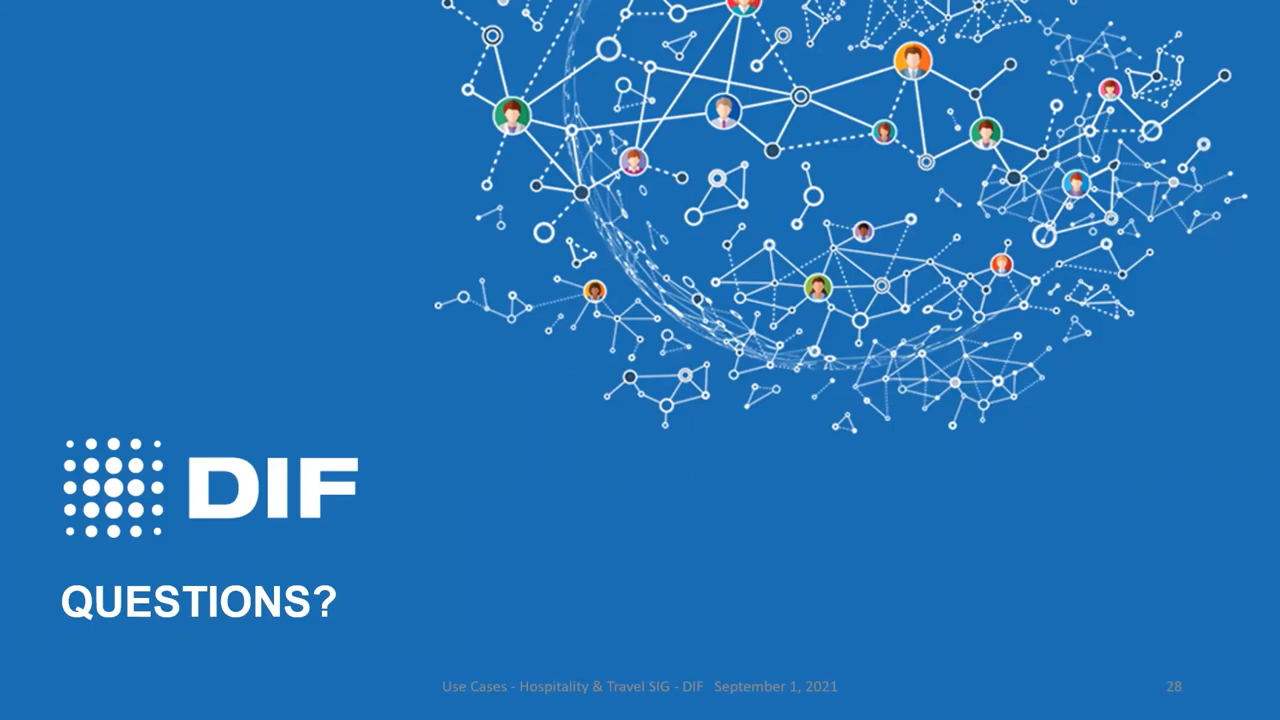 DIF
QUESTIONS?
Use Cases - Hospitality & Travel SIG - DIF September 1, 2021
28